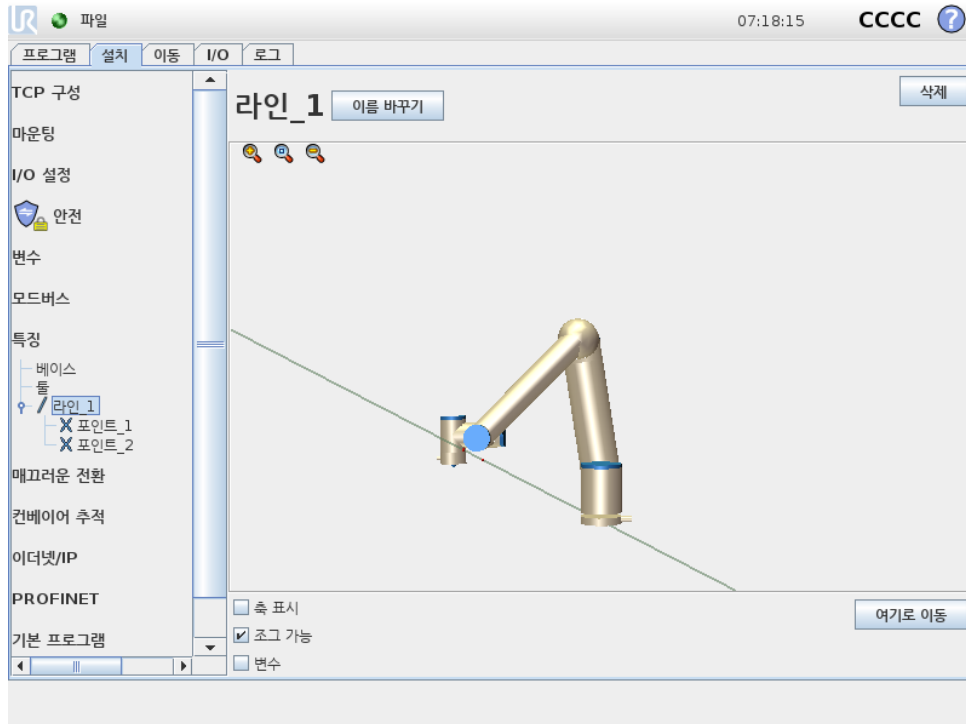 UR 파일 07:18:15 CCCC ?
프로그램 설치 이동 I/O 로그
TCP 구성
마운팅
I/O 설정
안전
변수
모드버스
특징
베이스
툴
라인_1
포인트_1
포인트_2
매끄러운 전환
컨베이어 추적
이더넷/IP
PROFINET
기본 프로그램
라인_1 이름 바꾸기 삭제
축 표시
조그 가능
변수
여기로 이동